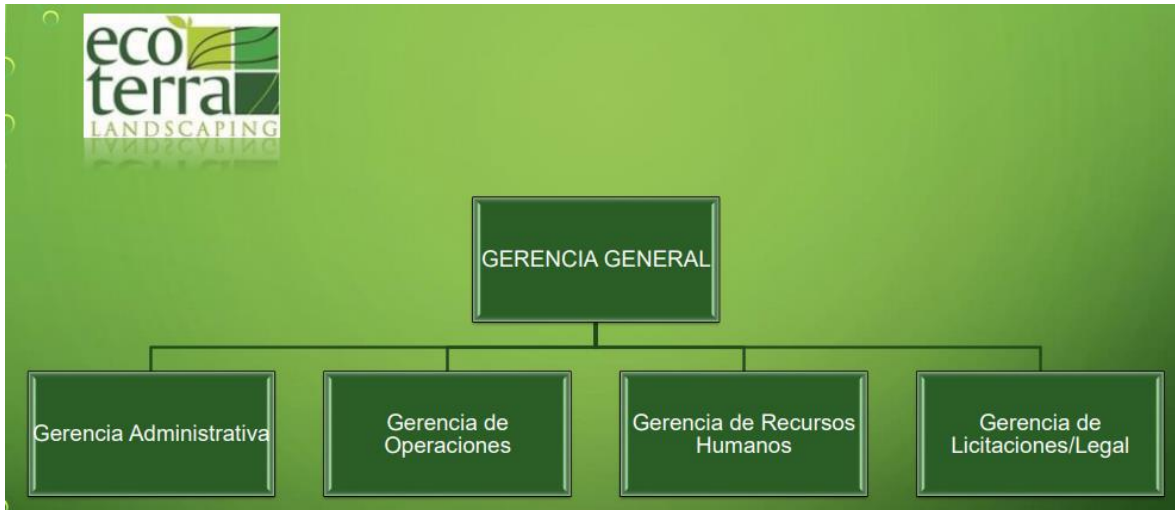 eco
terra
LANDSCAPING
GERENCIA GENERAL
Gerencia Administrativa
Gerencia de
Operaciones
Gerencia de Recursos
Humanos
Gerencia de
Licitaciones/Legal